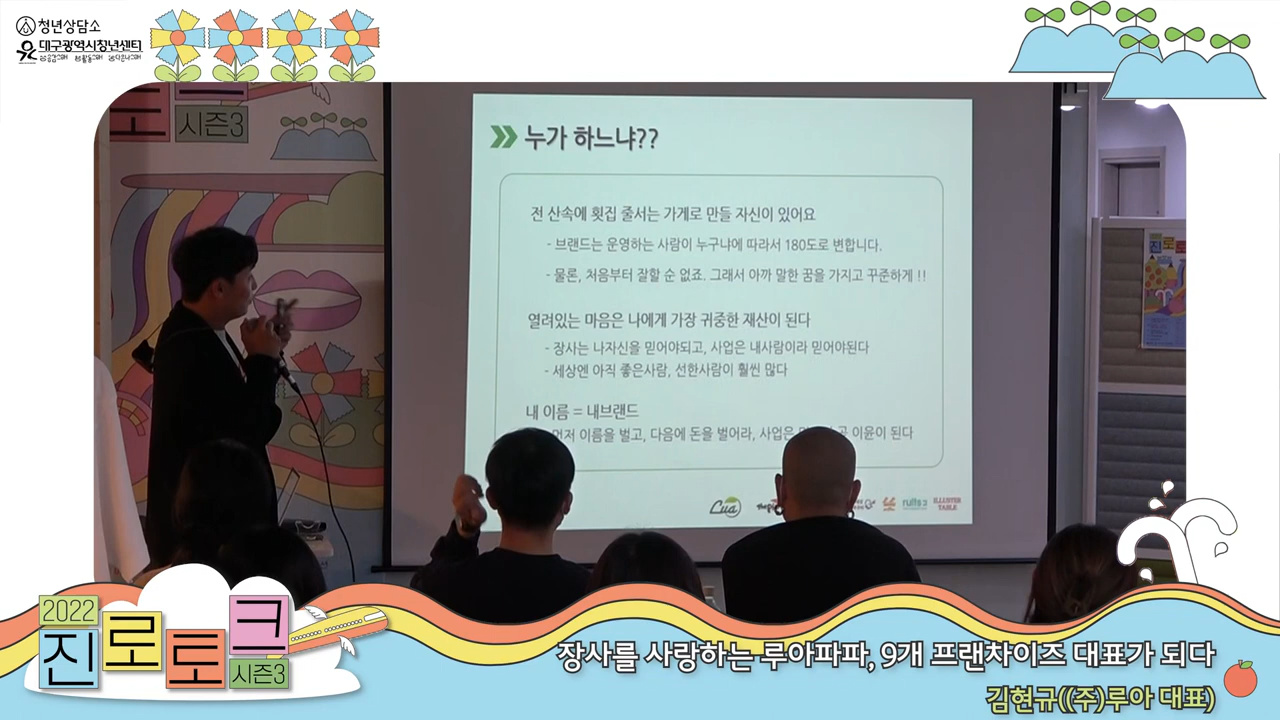 청년상담소
대구광역시청년센터
시즌3
누가 하느냐??
전 산속에 횟집 줄서는 가게로 만들 자신이 있어요
- 브랜드는 운영하는 사람이 누구냐에 따라서 180도로 변합니다.
- 물론, 처음부터 잘할 순 없죠. 그래서 아까 말한 꿈을 가지고 꾸준하게 !!
열려있는 마음은 나에게 가장 귀중한 재산이 된다
- 장사는 나자신을 믿어야되고, 사업은 내사람이라 믿어야된다
- 세상엔 아직 좋은사람, 선한사람이 훨씬 많다
내 이름 = 내브랜드
먼저 이름을 벌고, 다음에 돈을 벌어라, 사업은 곧 이윤이 된다
Lua
ILLUSTER
TABLE
진로토
2022
진로토크
시즌3
장사를 사랑하는 루아파파, 9개 프랜차이즈 대표가 되다
김현규((주)루아 대표)